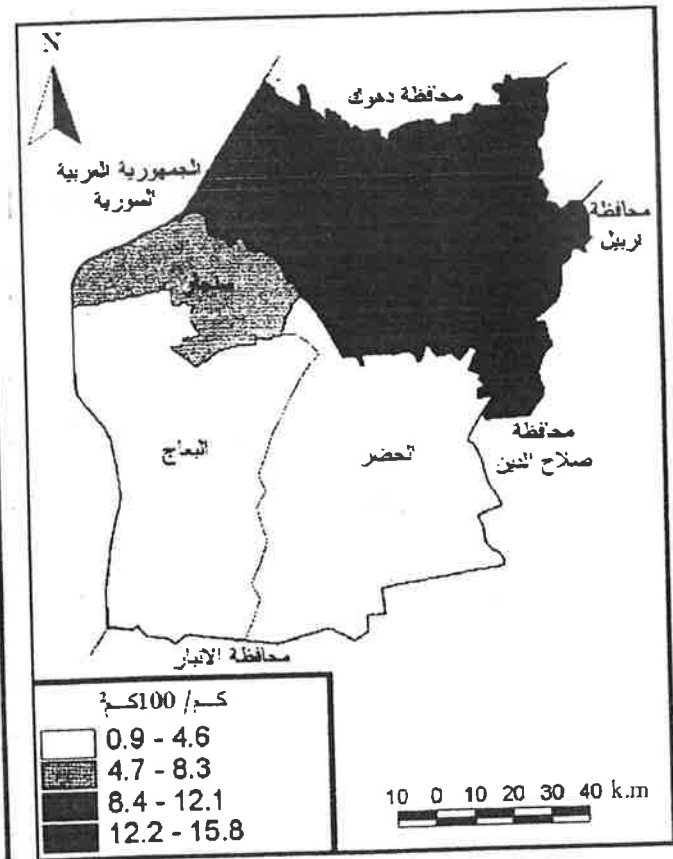 N
محافظة دهوك
الجمهورية العربية
السورية
محافظة
اربيل
سنجار
محافظة
صلاح الدين
البعاج
الحضر
محافظة الانبار
كم/100كم²
0.9 - 4.6
4.7 - 8.3
8.4 - 12.1
12.2 - 15.8
10 0 10 20 30 40 k.m